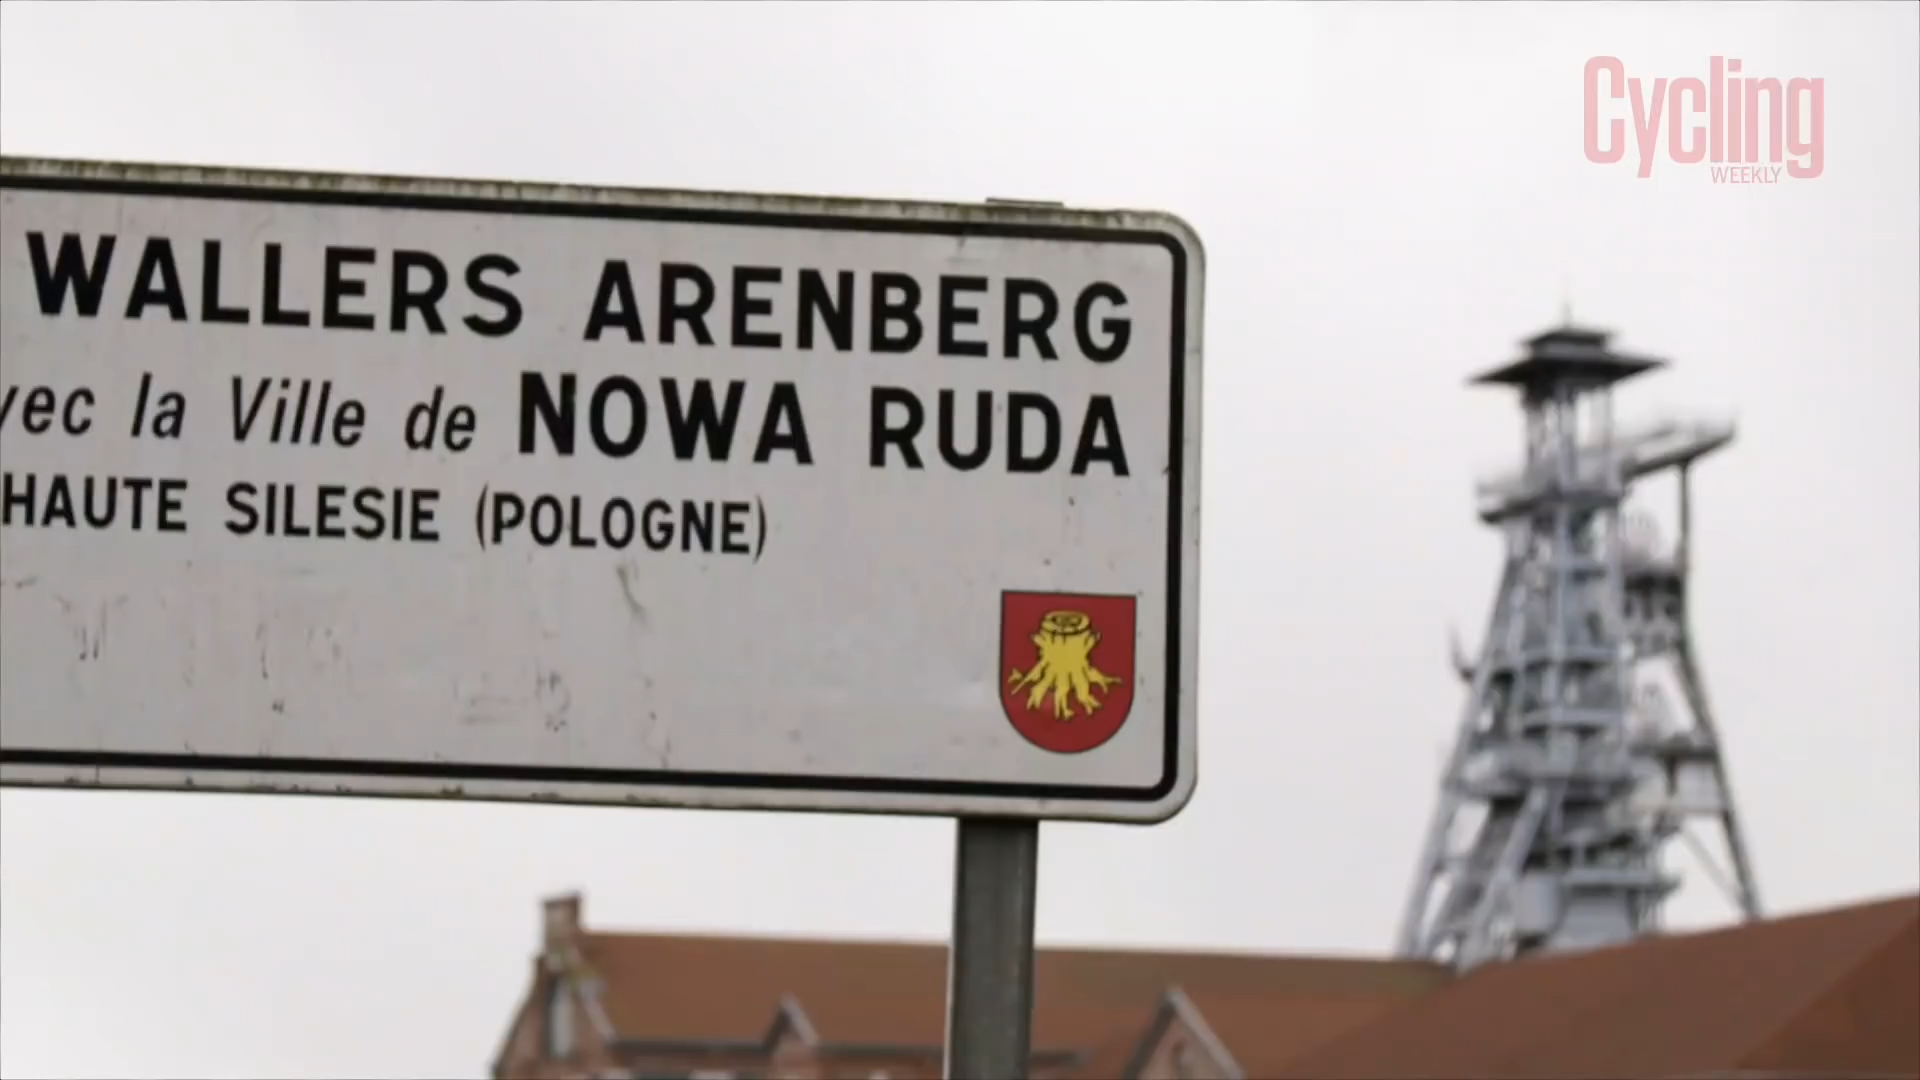 Cycling
WEEKLY
WALLERS ARENBERG
vec la Ville de NOWA RUDA
HAUTE SILESIE (POLOGNE)